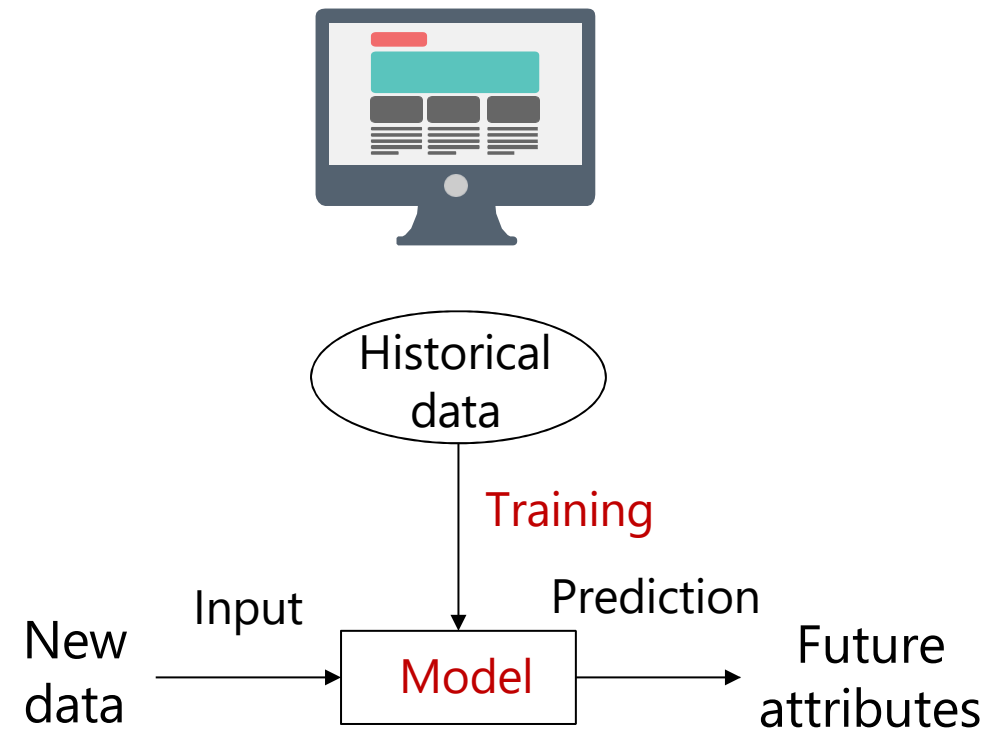 Historical
data
Training
Input
Prediction
New
data
Model
Future
attributes